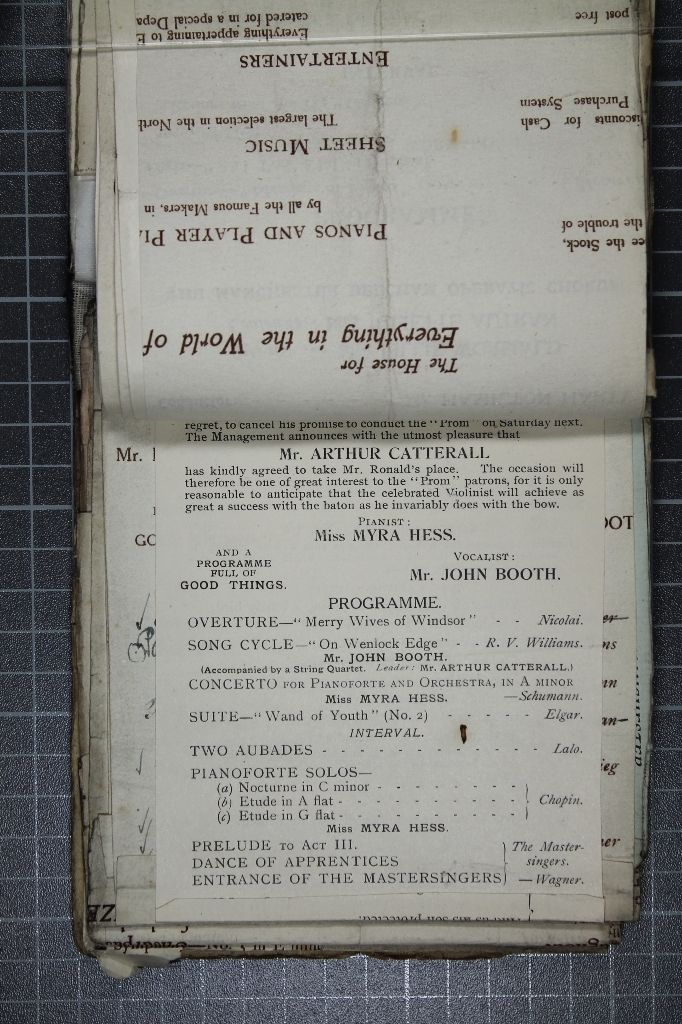 The House for
Everything in the World of
PIANOS AND PLAYER
by all the Famous Makers, in
ee the Stock,
the trouble of
SHEET MUSIC
The largest selection in the North
iscounts for Cash
Purchase System
ENTERTAINERS
Everything appertaining to E
catered for in a special Depa
post free
regret, to cancel his promise to conduct the "Prom" on Saturday next.
The Management announces with the utmost pleasure that
Mr. ARTHUR CATTERALL
has kindly agreed to take Mr. Ronald's place. The occasion will
therefore be one of great interest to the "Prom" patrons, for it is only
reasonable to anticipate that the celebrated Violinist will achieve as
great a success with the baton as he invariably does with the bow.
PIANIST:
Miss MYRA HESS.
AND A
PROGRAMME
FULL OF
GOOD THINGS.
VOCALIST:
Mr. JOHN BOOTH.
PROGRAMME.
OVERTURE—"Merry Wives of Windsor" - - Nicolai.
SONG CYCLE—"On Wenlock Edge" - - R. V. Williams.
Mr. JOHN BOOTH.
(Accompanied by a String Quartet. Leader: Mr. ARTHUR CATTERALL.)
CONCERTO FOR PIANOFORTE AND ORCHESTRA, IN A MINOR
Miss MYRA HESS. —Schumann.
SUITE—"Wand of Youth" (No. 2) - - - - - Elgar.
INTERVAL.
TWO AUBADES - - - - - - - - - - - - Lalo.
PIANOFORTE SOLOS—
(a) Nocturne in C minor - - - - - - - -
(b) Etude in A flat - - - - - - - - - - Chopin.
(c) Etude in G flat - - - - - - - - - -
Miss MYRA HESS.
PRELUDE TO ACT III.
DANCE OF APPRENTICES
ENTRANCE OF THE MASTERSINGERS
The Master-
singers.
—Wagner.
Mr.
GO